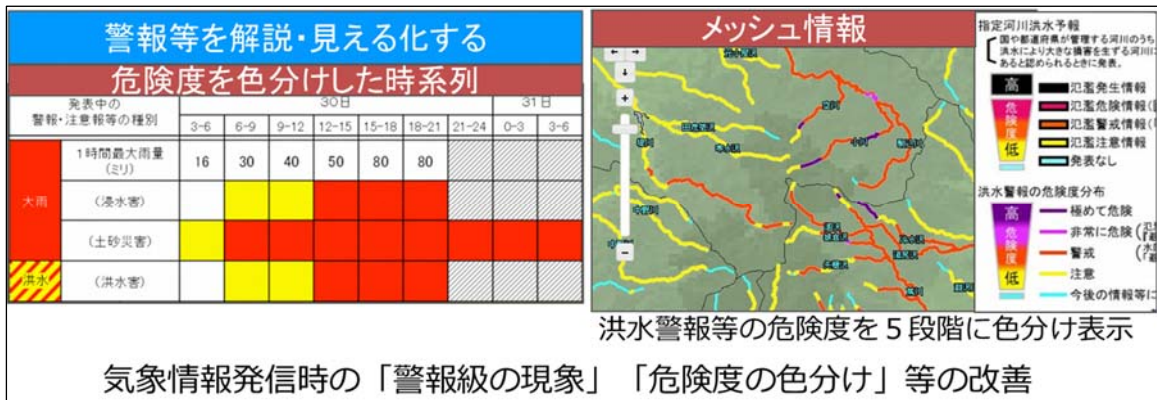 警報等を解説・見える化する
危険度を色分けした時系列
発表中の
警報・注意報等の種別
30日
31日
3-6
6-9
9-12
12-15
15-18
18-21
21-24
0-3
3-6
大雨
1時間最大雨量
(ミリ)
16
30
40
50
80
80
(浸水害)
(土砂災害)
洪水
(洪水害)
メッシュ情報
指定河川洪水予報
国や都道府県が管理する河川のうち
洪水により大きな損害を生ずる河川に
あると認められるときに発表。
高
危険度
低
氾濫発生情報
氾濫危険情報
氾濫警戒情報
氾濫注意情報
発表なし
洪水警報の危険度分布
高
危険度
低
極めて危険
非常に危険
警戒
注意
今後の情報等に
洪水警報等の危険度を5段階に色分け表示
気象情報発信時の「警報級の現象」「危険度の色分け」等の改善